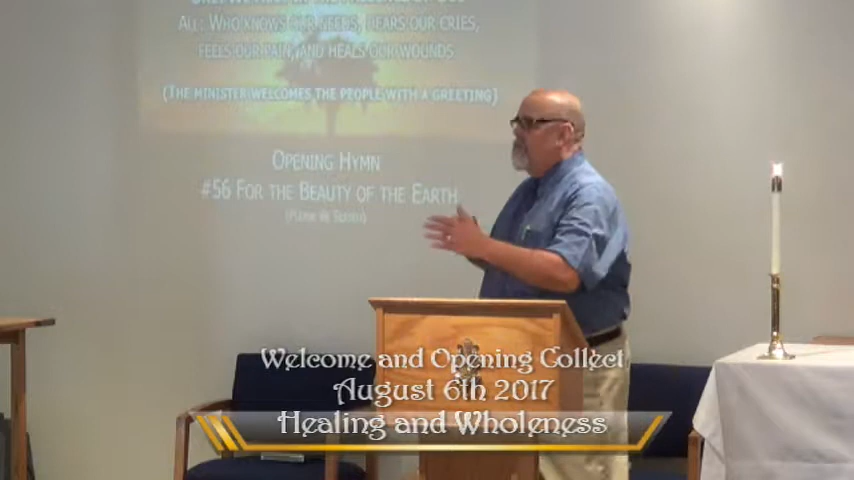 All: Who knows our needs, hears our cries,
feels our pain, and heals our wounds.
(The minister welcomes the people with a greeting)
Opening Hymn
#56 For the Beauty of the Earth
Welcome and Opening Collect
August 6th 2017
Healing and Wholeness